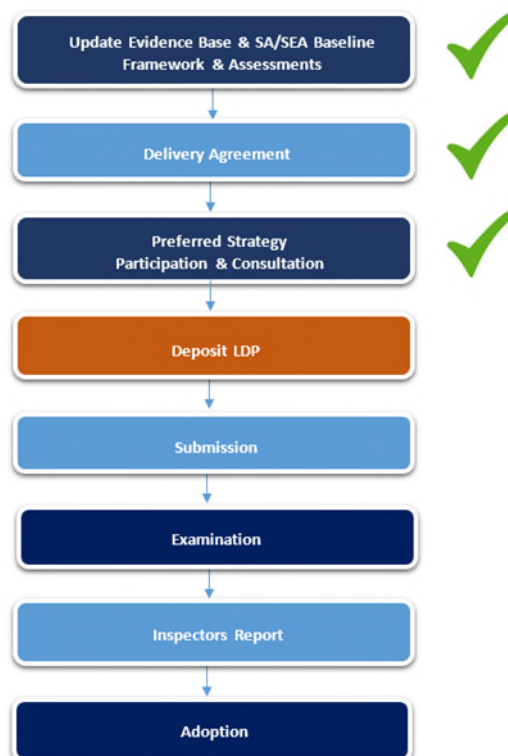 Update Evidence Base & SA/SEA Baseline
Framework & Assessments
Delivery Agreement
Preferred Strategy
Participation & Consultation
Deposit LDP
Submission
Examination
Inspectors Report
Adoption